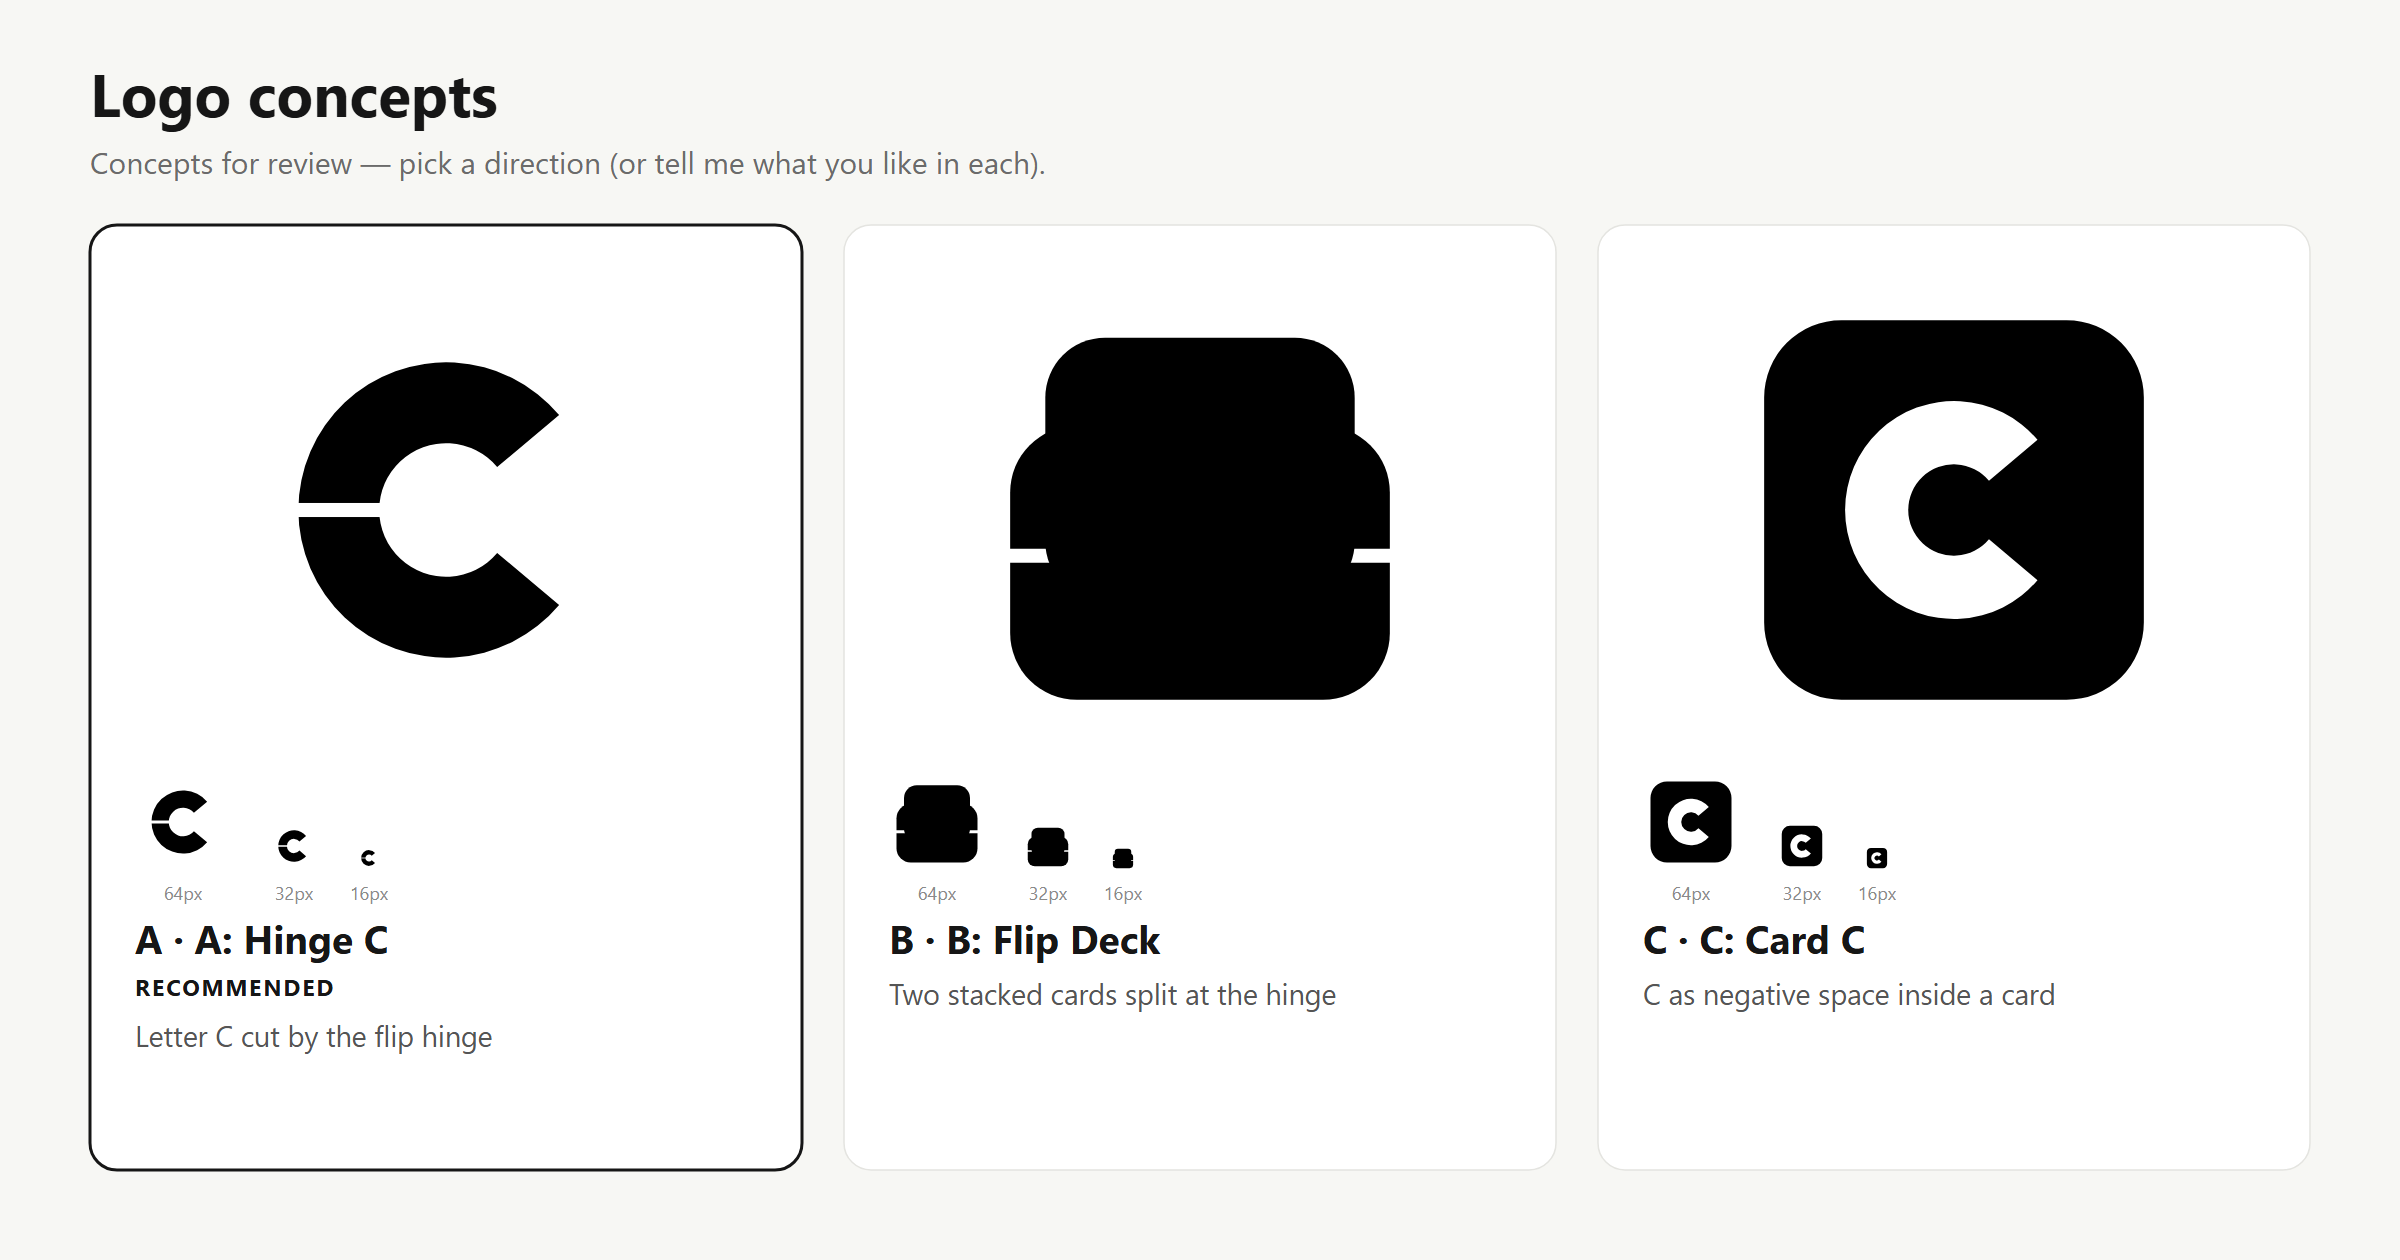 Logo concepts
Concepts for review — pick a direction (or tell me what you like in each).
C
C
64px
32px
16px
A · A: Hinge C
RECOMMENDED
Letter C cut by the flip hinge
64px
32px
16px
B · B: Flip Deck
Two stacked cards split at the hinge
C
C
64px
32px
16px
C · C: Card C
C as negative space inside a card